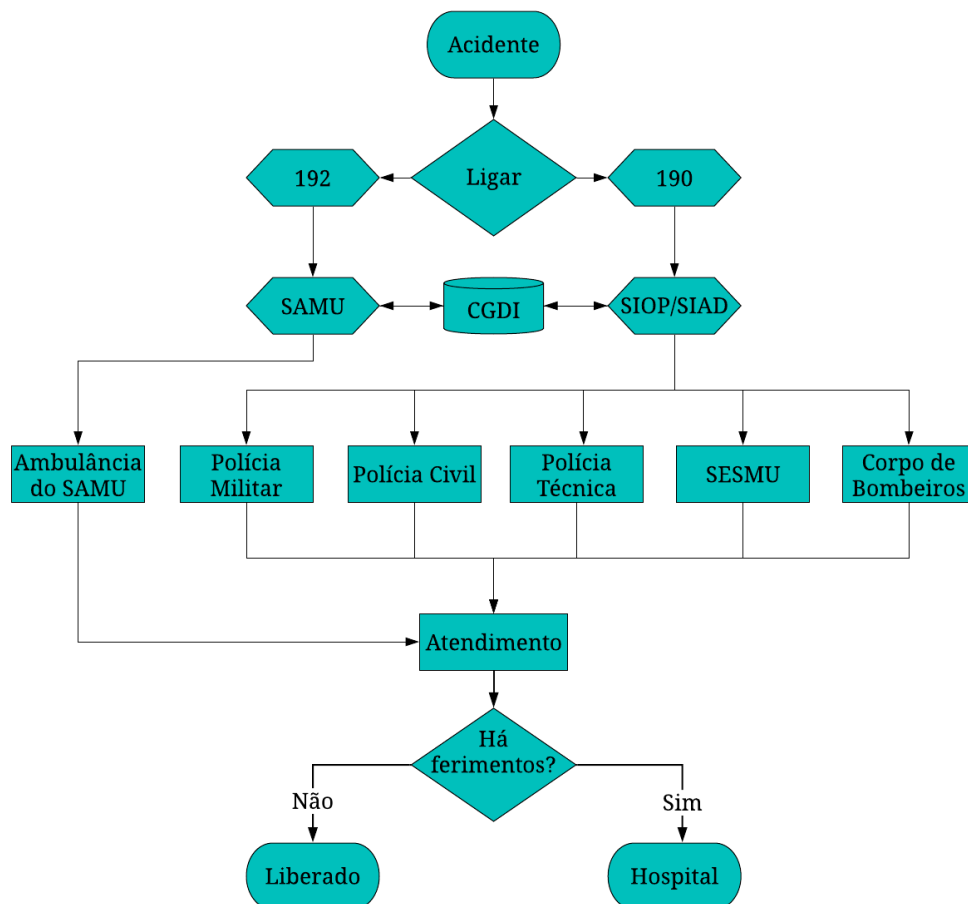 Acidente
192
Ligar
190
SAMU
CGDI
SIOP/SIAD
Ambulância
do SAMU
Polícia
Militar
Polícia Civil
Polícia
Técnica
SESMU
Corpo de
Bombeiros
Atendimento
Há
ferimentos?
Não
Sim
Liberado
Hospital